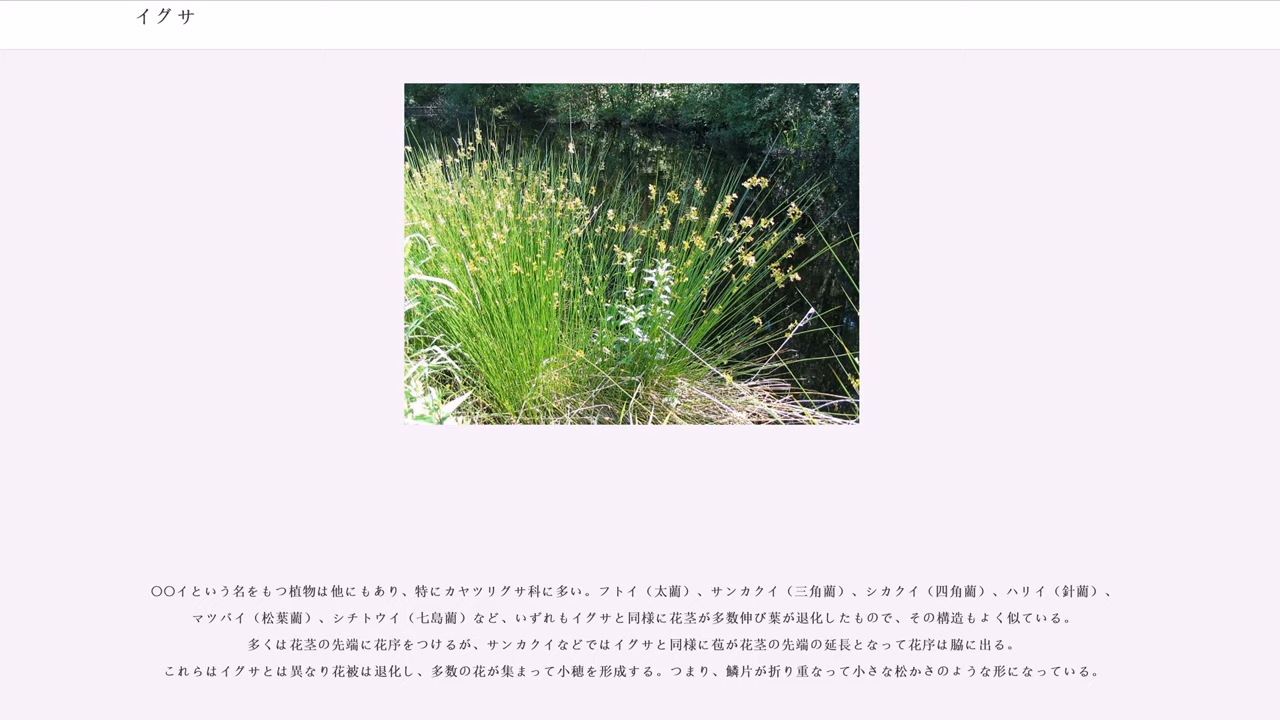 イグサ
〇〇イという名をもつ植物は他にもあり、特にカヤツリグサ科に多い。フトイ（太藺）、サンカクイ（三角藺）、シカクイ（四角藺）、ハリイ（針藺）、
マツバイ（松葉藺）、シチトウイ（七島藺）など、いずれもイグサと同様に花茎が多数伸び葉が退化したもので、その構造もよく似ている。
多くは花茎の先端に花序をつけるが、サンカクイなどではイグサと同様に苞が花茎の先端の延長となって花序は脇に出る。
これらはイグサとは異なり花被は退化し、多数の花が集まって小穂を形成する。つまり、鱗片が折り重なって小さな松かさのような形になっている。